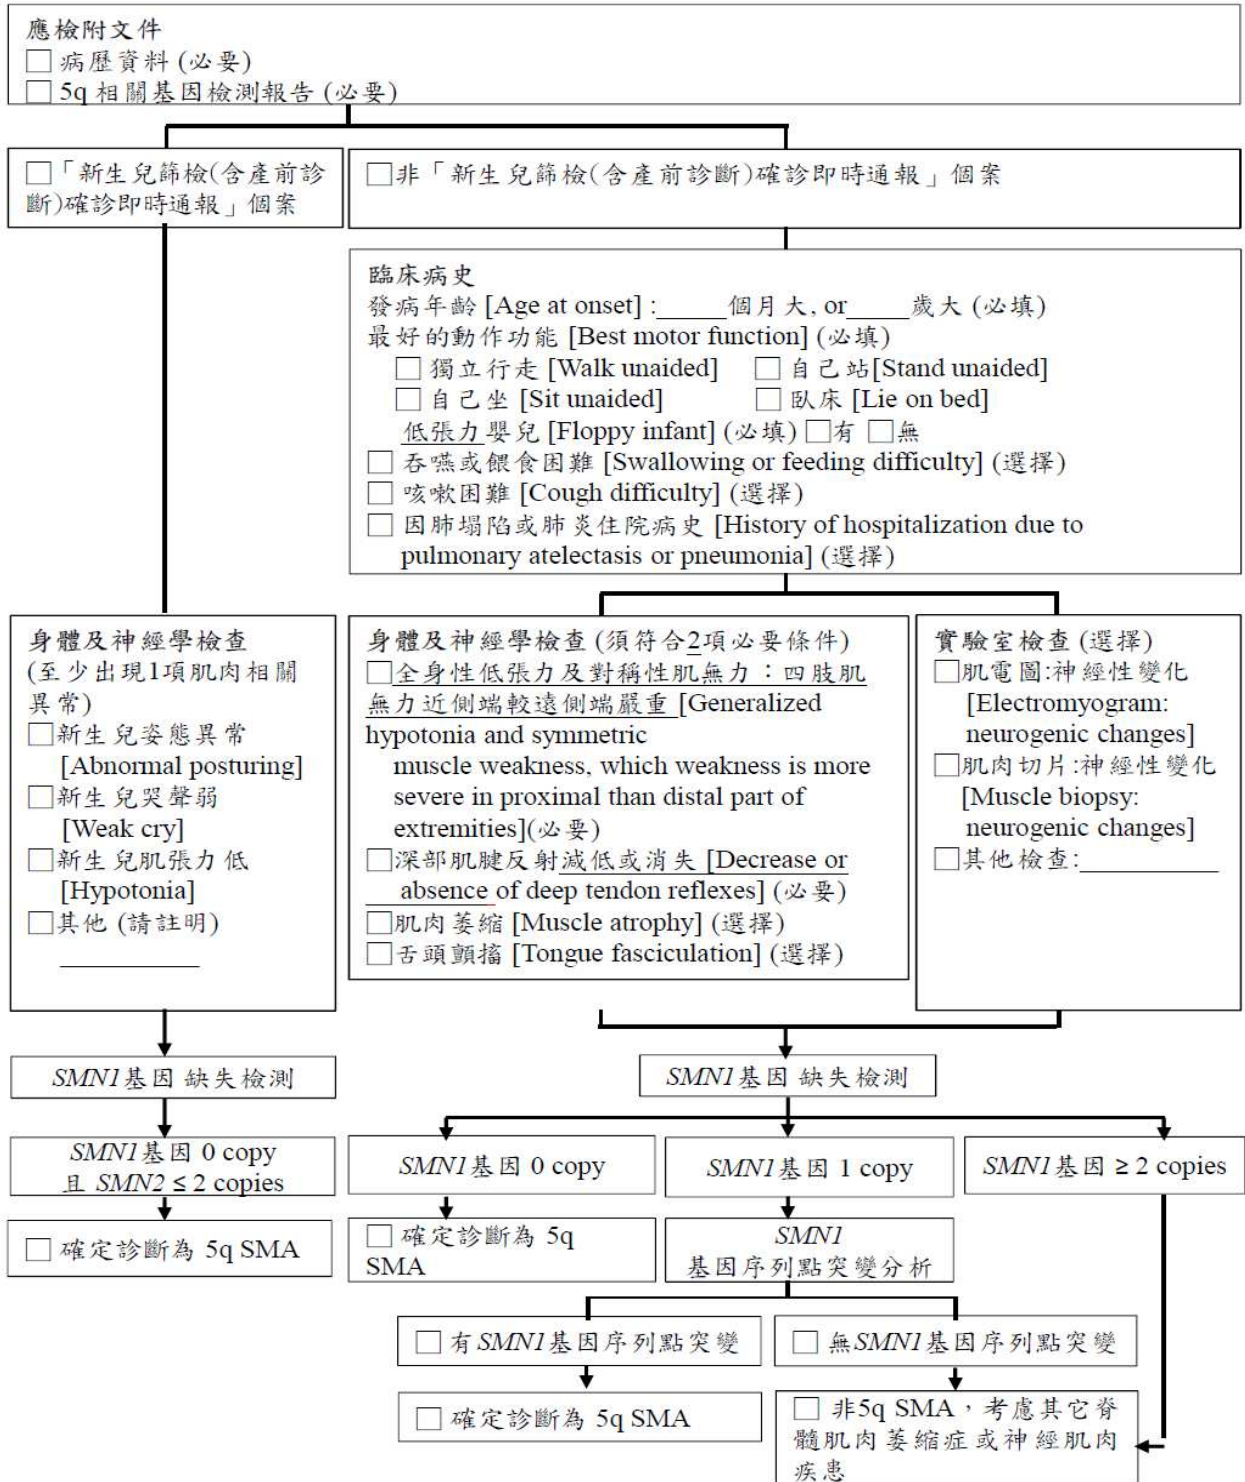 應檢附文件
□ 病歷資料 (必要)
□ 5q 相關基因檢測報告 (必要)
□「新生兒篩檢(含產前診
斷)確診即時通報」個案
□非「新生兒篩檢(含產前診斷)確診即時通報」個案
臨床病史
發病年齡 [Age at onset] :______個月大, or_____歲大 (必填)
最好的動作功能 [Best motor function] (必填)
□ 獨立行走 [Walk unaided] □ 自己站[Stand unaided]
□ 自己坐 [Sit unaided] □ 臥床 [Lie on bed]
低張力嬰兒 [Floppy infant] (必填) □有 □無
□ 吞嚥或餵食困難 [Swallowing or feeding difficulty] (選擇)
□ 咳嗽困難 [Cough difficulty] (選擇)
□ 因肺塌陷或肺炎住院病史 [History of hospitalization due to
pulmonary atelectasis or pneumonia] (選擇)
身體及神經學檢查
(至少出現1項肌肉相關
異常)
□新生兒姿態異常
[Abnormal posturing]
□新生兒哭聲弱
[Weak cry]
□新生兒肌張力低
[Hypotonia]
□其他 (請註明)
___________
身體及神經學檢查 (須符合2項必要條件)
□全身性低張力及對稱性肌無力：四肢肌
無力近側端較遠側端嚴重 [Generalized
hypotonia and symmetric
muscle weakness, which weakness is more
severe in proximal than distal part of
extremities](必要)
□深部肌腱反射減低或消失 [Decrease or
absence of deep tendon reflexes] (必要)
□肌肉萎縮 [Muscle atrophy] (選擇)
□舌頭顫搐 [Tongue fasciculation] (選擇)
實驗室檢查 (選擇)
□肌電圖:神經性變化
[Electromyogram:
neurogenic changes]
□肌肉切片:神經性變化
[Muscle biopsy:
neurogenic changes]
□其他檢查:___________
SMN1基因 缺失檢測
SMN1基因 缺失檢測
SMN1基因 0 copy
且 SMN2 ≤ 2 copies
SMN1基因 0 copy
SMN1基因 1 copy
SMN1基因 ≥ 2 copies
□ 確定診斷為 5q SMA
□ 確定診斷為 5q
SMA
SMN1
基因序列點突變分析
□ 有SMN1基因序列點突變
□ 無SMN1基因序列點突變
□ 確定診斷為 5q SMA
□ 非5q SMA，考慮其它脊
髓肌肉萎縮症或神經肌肉
疾患